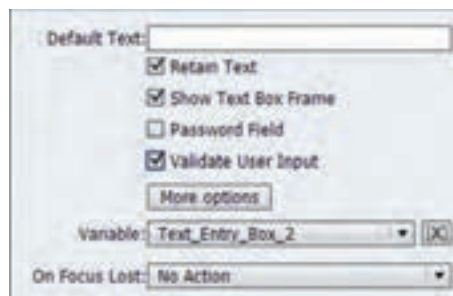 Default Text:
Retain Text
Show Text Box Frame
Password Field
Validate User Input
More options
Variable: Text_Entry_Box_2 [X]
On Focus Lost: No Action